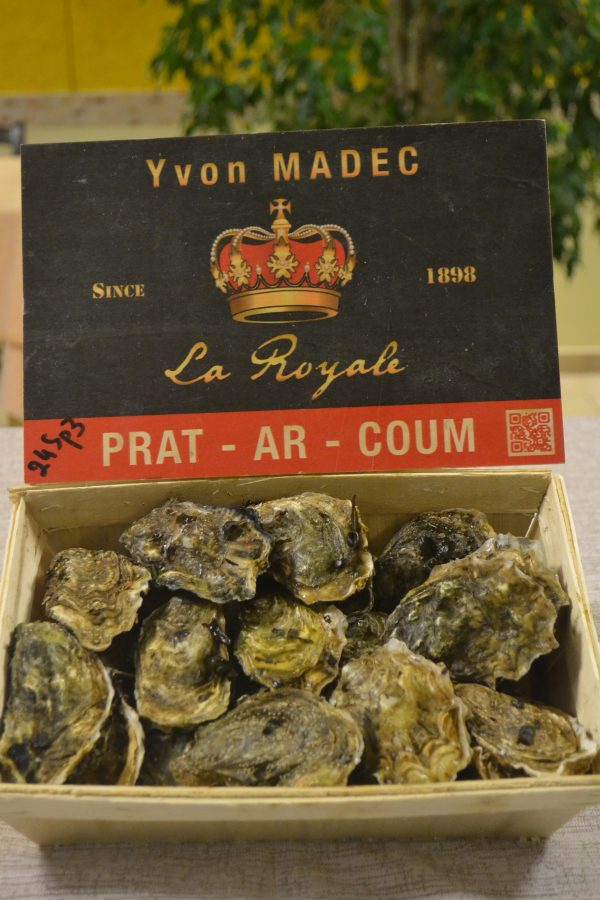 Yvon MADEC
SINCE 1898
La Royale
PRAT - AR - COUM